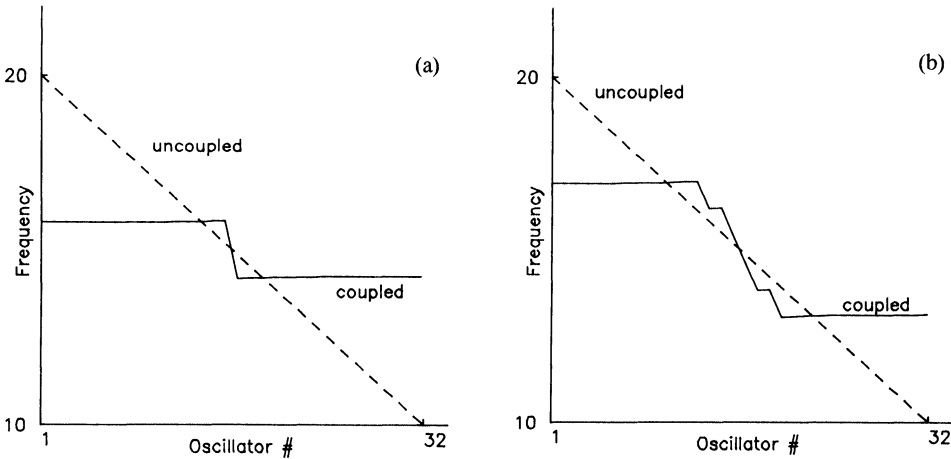 (a)
20
uncoupled
Frequency
coupled
10
1
Oscillator #
32
(b)
20
uncoupled
Frequency
coupled
10
1
Oscillator #
32